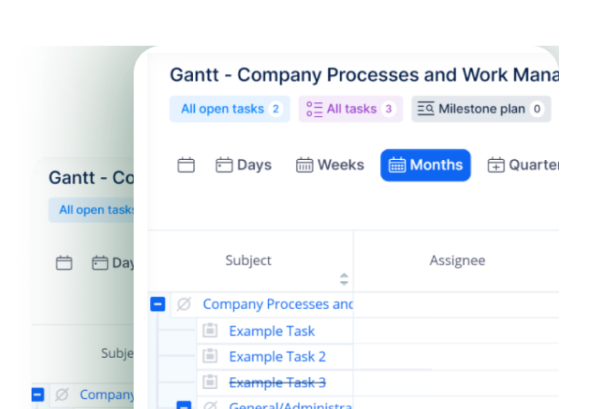 Gantt - Company Processes and Work Mana
All open tasks 2 All tasks 3 Milestone plan 0
Days Weeks Months Quarte
Subject Assignee
Company Processes and
Example Task
Example Task 2
Example Task 3
General/Administra
Gantt - Co
All open tasks
Day
Subje
Company